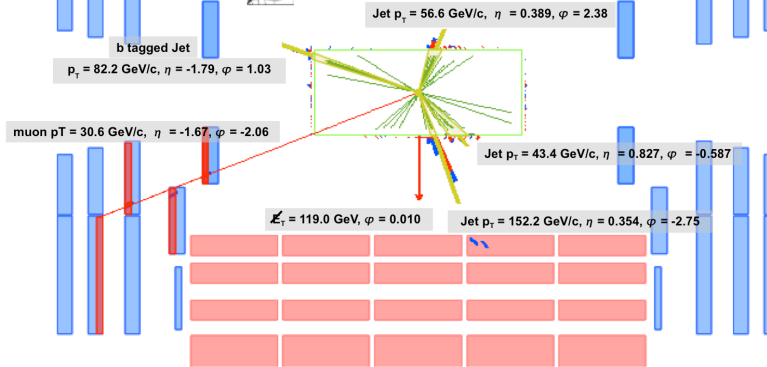 Jet pT = 56.6 GeV/c, η = 0.389, φ = 2.38
b tagged Jet
pT = 82.2 GeV/c, η = -1.79, φ = 1.03
muon pT = 30.6 GeV/c, η =-1.67, φ = -2.06
Jet pT = 43.4 GeV/c, η = 0.827, φ =-0.587
E̸T = 119.0 GeV, φ = 0.010
Jet pT = 152.2 GeV/c, η = 0.354, φ = -2.75